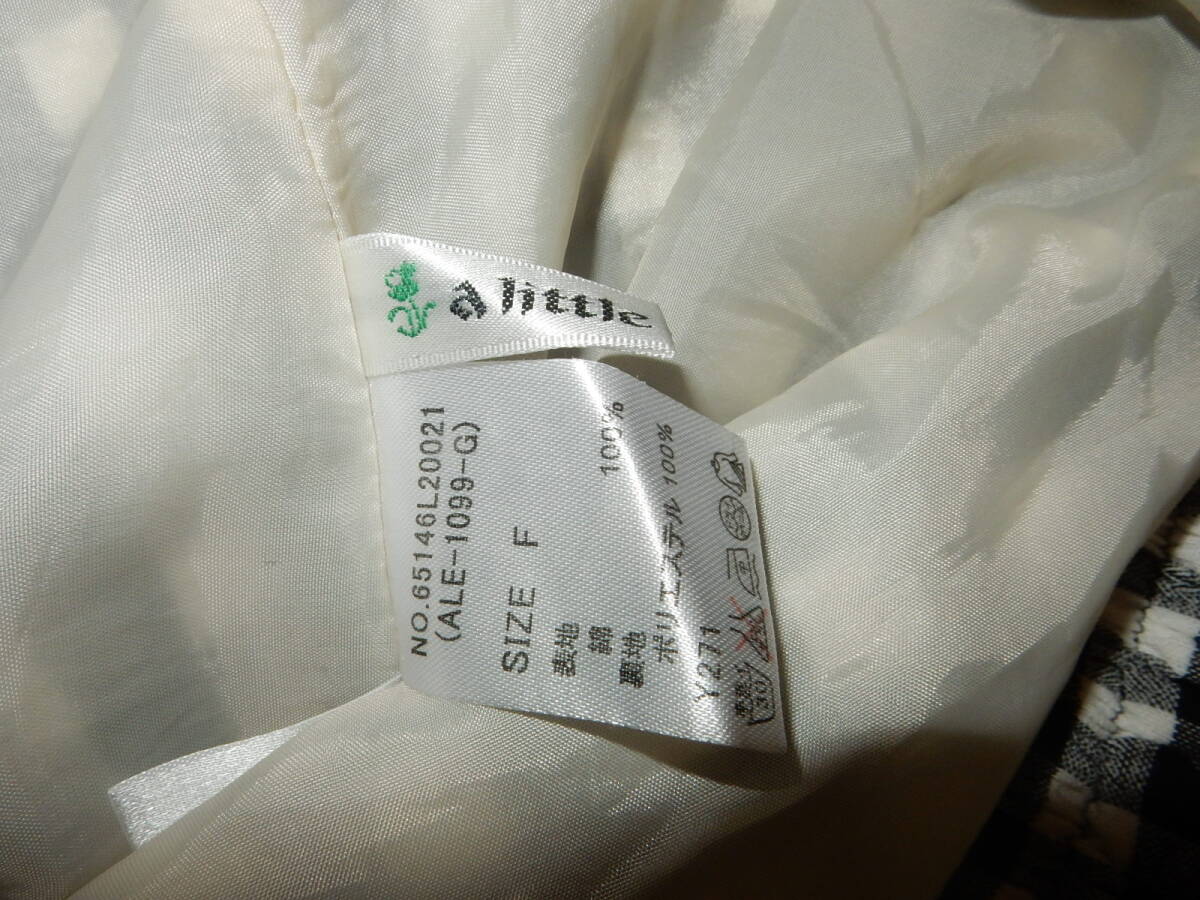 a little
NO.65146L20021
(ALE-1099-G)
SIZE F
表地
綿 100%
裏地
ポリエステル 100%
Y271
30